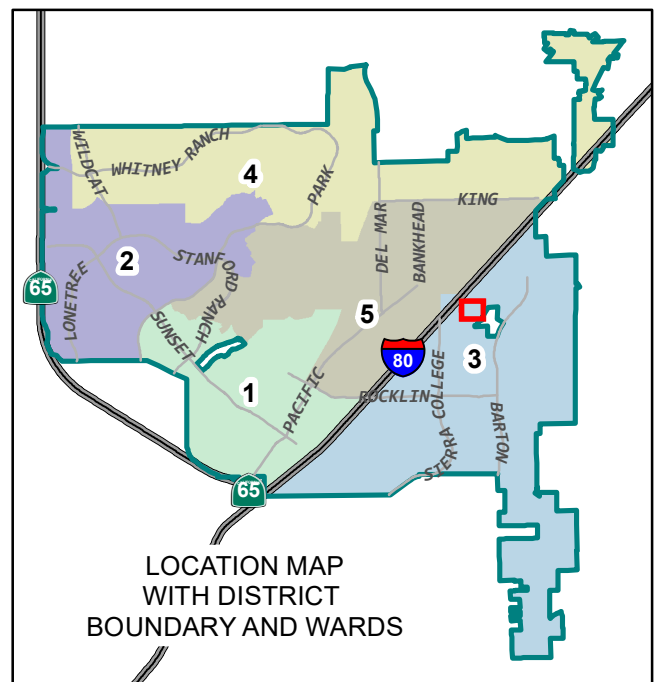 WILDCAT
WHITNEY RANCH
4
PARK
KING
DEL MAR
BANKHEAD
2
STANFORD RANCH
65
LONETREE
SUNSET
5
80
3
1
PACIFIC
ROCKLIN
SIERRA COLLEGE
BARTON
65
LOCATION MAP
WITH DISTRICT
BOUNDARY AND WARDS